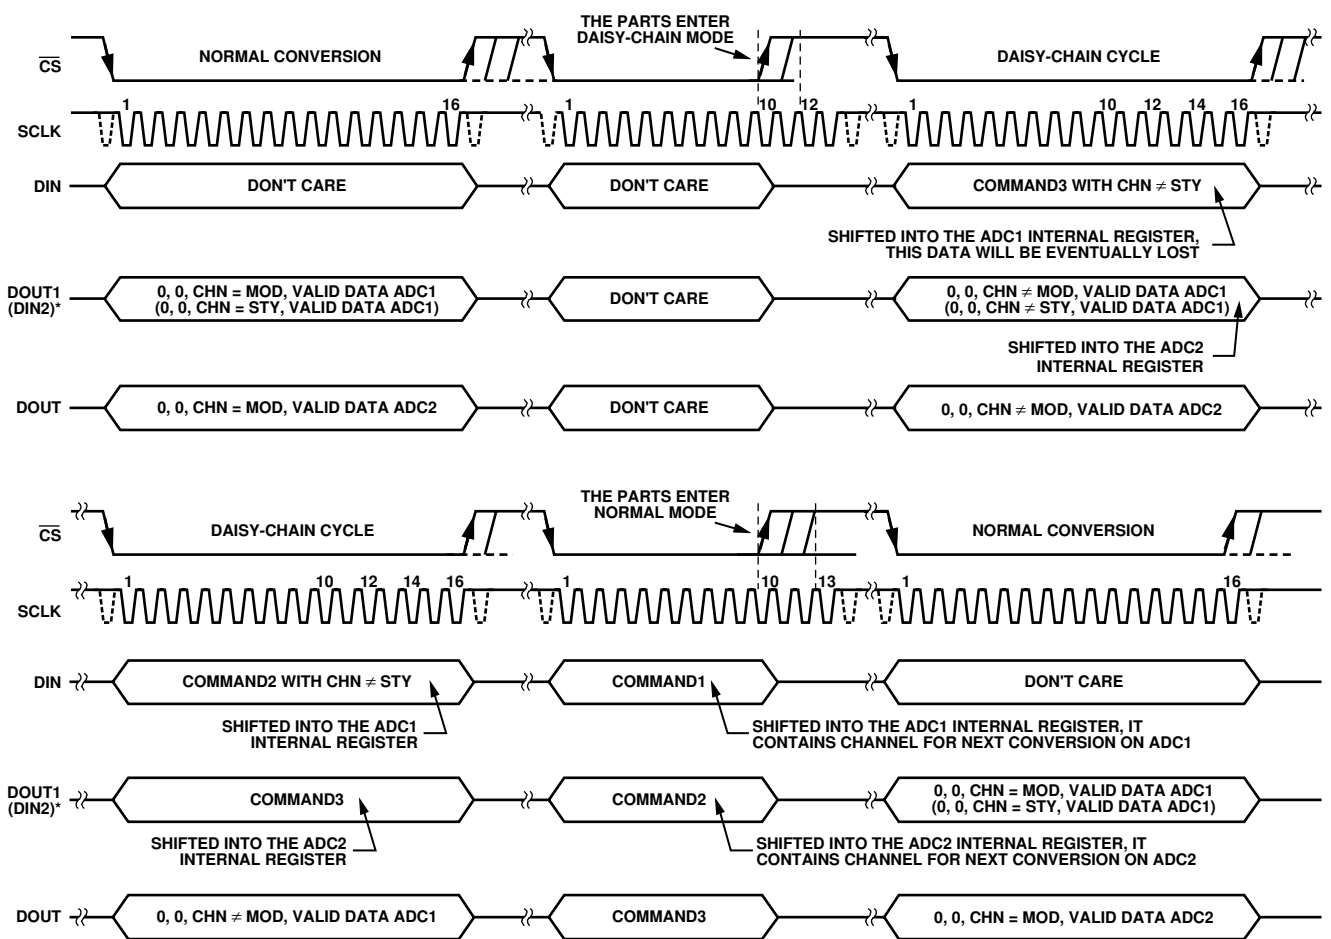 THE PARTS ENTER
DAISY-CHAIN MODE
CS
NORMAL CONVERSION
DAISY-CHAIN CYCLE
SCLK
1
16
1
10
12
1
10
12
14
16
DIN
DON'T CARE
DON'T CARE
COMMAND3 WITH CHN ≠ STY
SHIFTED INTO THE ADC1 INTERNAL REGISTER,
THIS DATA WILL BE EVENTUALLY LOST
DOUT1
(DIN2)*
0, 0, CHN = MOD, VALID DATA ADC1
(0, 0, CHN = STY, VALID DATA ADC1)
DON'T CARE
0, 0, CHN ≠ MOD, VALID DATA ADC1
(0, 0, CHN ≠ STY, VALID DATA ADC1)
SHIFTED INTO THE ADC2
INTERNAL REGISTER
DOUT
0, 0, CHN = MOD, VALID DATA ADC2
DON'T CARE
0, 0, CHN ≠ MOD, VALID DATA ADC2
THE PARTS ENTER
NORMAL MODE
CS
DAISY-CHAIN CYCLE
NORMAL CONVERSION
SCLK
1
10
12
14
16
1
10
13
1
16
DIN
COMMAND2 WITH CHN ≠ STY
COMMAND1
DON'T CARE
SHIFTED INTO THE ADC1
INTERNAL REGISTER
SHIFTED INTO THE ADC1 INTERNAL REGISTER, IT
CONTAINS CHANNEL FOR NEXT CONVERSION ON ADC1
DOUT1
(DIN2)*
COMMAND3
COMMAND2
0, 0, CHN = MOD, VALID DATA ADC1
(0, 0, CHN = STY, VALID DATA ADC1)
SHIFTED INTO THE ADC2
INTERNAL REGISTER
SHIFTED INTO THE ADC2 INTERNAL REGISTER, IT
CONTAINS CHANNEL FOR NEXT CONVERSION ON ADC2
DOUT
0, 0, CHN ≠ MOD, VALID DATA ADC1
COMMAND3
0, 0, CHN = MOD, VALID DATA ADC2